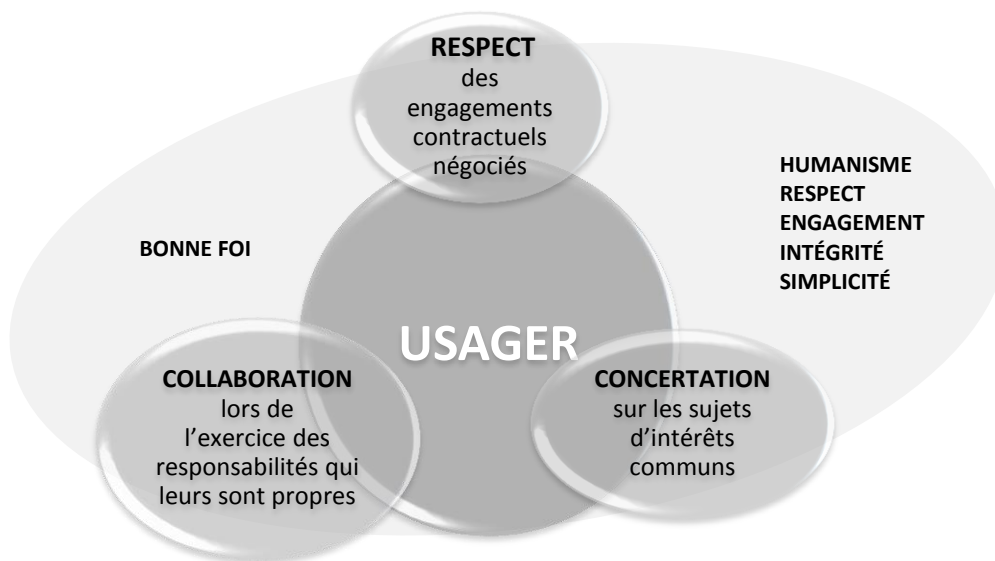 RESPECT
des
engagements
contractuels
négociés
HUMANISME
RESPECT
ENGAGEMENT
INTÉGRITÉ
SIMPLICITÉ
BONNE FOI
USAGER
COLLABORATION
lors de
l’exercice des
responsabilités qui
leurs sont propres
CONCERTATION
sur les sujets
d’intérêts
communs